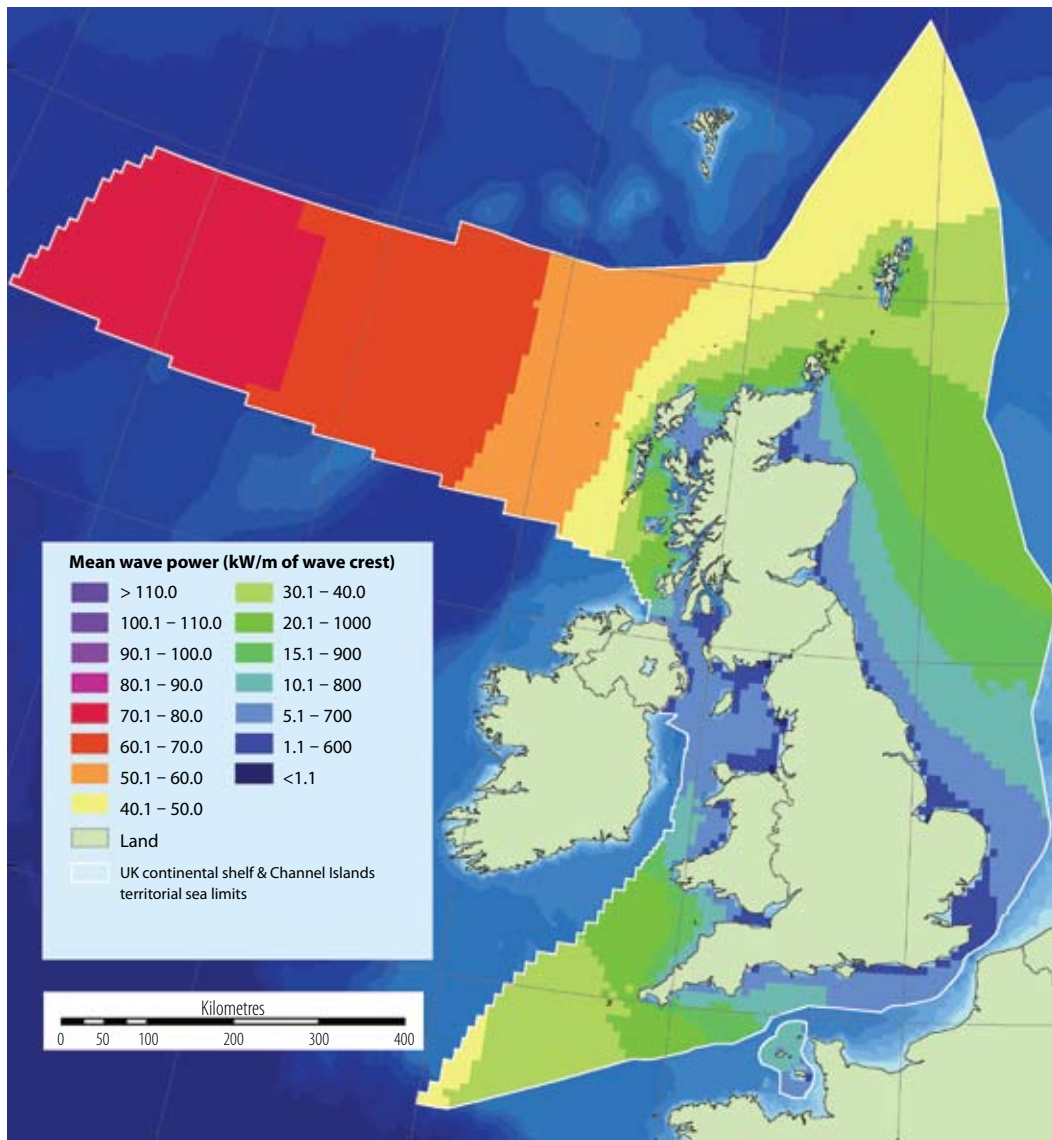 Mean wave power (kW/m of wave crest)
> 110.0
100.1 – 110.0
90.1 – 100.0
80.1 – 90.0
70.1 – 80.0
60.1 – 70.0
50.1 – 60.0
40.1 – 50.0
Land
UK continental shelf & Channel Islands
territorial sea limits
30.1 – 40.0
20.1 – 1000
15.1 – 900
10.1 – 800
5.1 – 700
1.1 – 600
<1.1
Kilometres
0 50 100 200 300 400